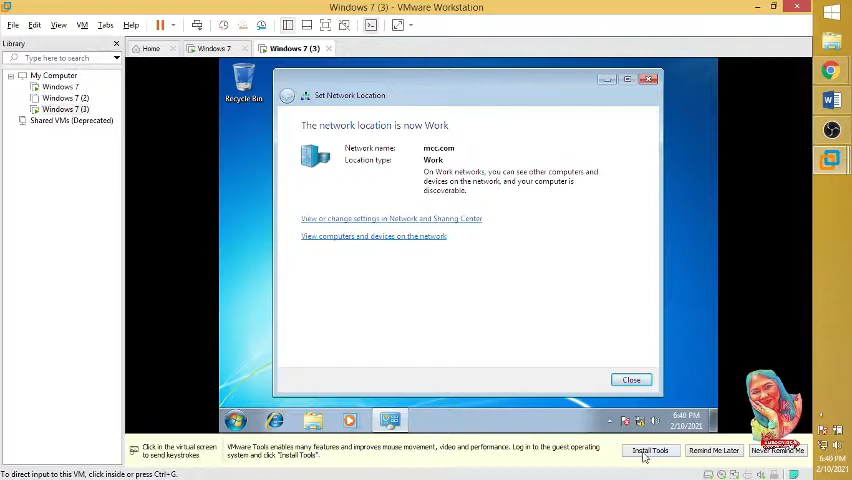 Windows 7 (3) - VMware Workstation
File Edit View VM Tabs Help
Library
Type here to search
My Computer
Windows 7
Windows 7 (2)
Windows 7 (3)
Shared VMs (Deprecated)
Home
Windows 7
Windows 7 (3)
Recycle Bin
Set Network Location
The network location is now Work
Network name: mcc.com
Location type: Work
On Work networks, you can see other computers and
devices on the network, and your computer is
discoverable.
View or change settings in Network and Sharing Center
View computers and devices on the network
Close
6:40 PM
2/10/2021
Click in the virtual screen
to send keystrokes
VMware Tools enables many features and improves mouse movement, video and performance. Log in to the guest operating
system and click "Install Tools".
Install Tools
Remind Me Later
Never Remind Me
SUBSCRIBE
To direct input to this VM, click inside or press Ctrl+G.
6:40 PM
2/10/2021